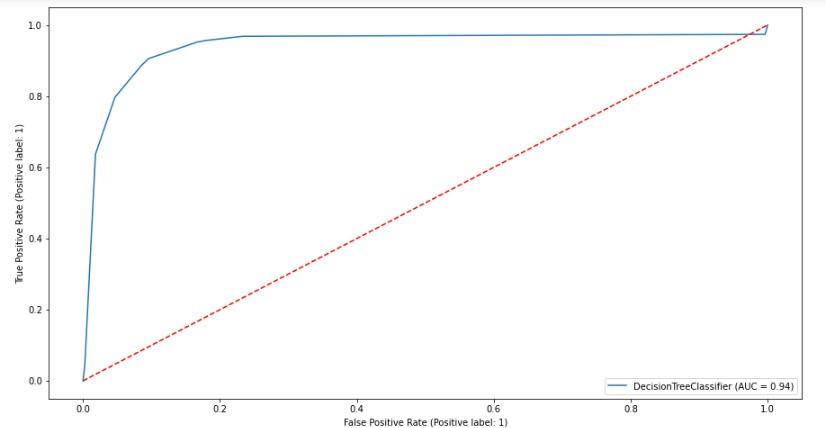 1.0
0.8
0.6
0.4
0.2
0.0
True Positive Rate (Positive label: 1)
DecisionTreeClassifier (AUC = 0.94)
0.0 0.2 0.4 0.6 0.8 1.0
False Positive Rate (Positive label: 1)